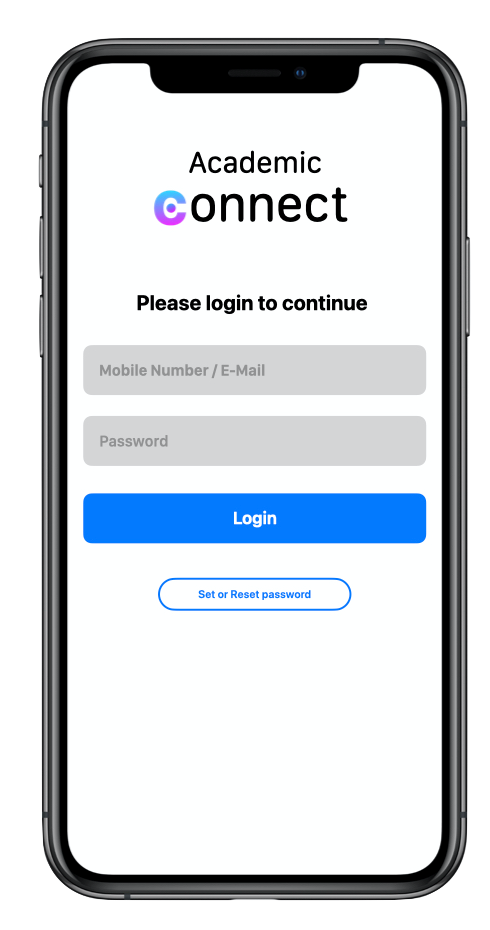 Academic
connect
Please login to continue
Mobile Number / E-Mail
Password
Login
Set or Reset password